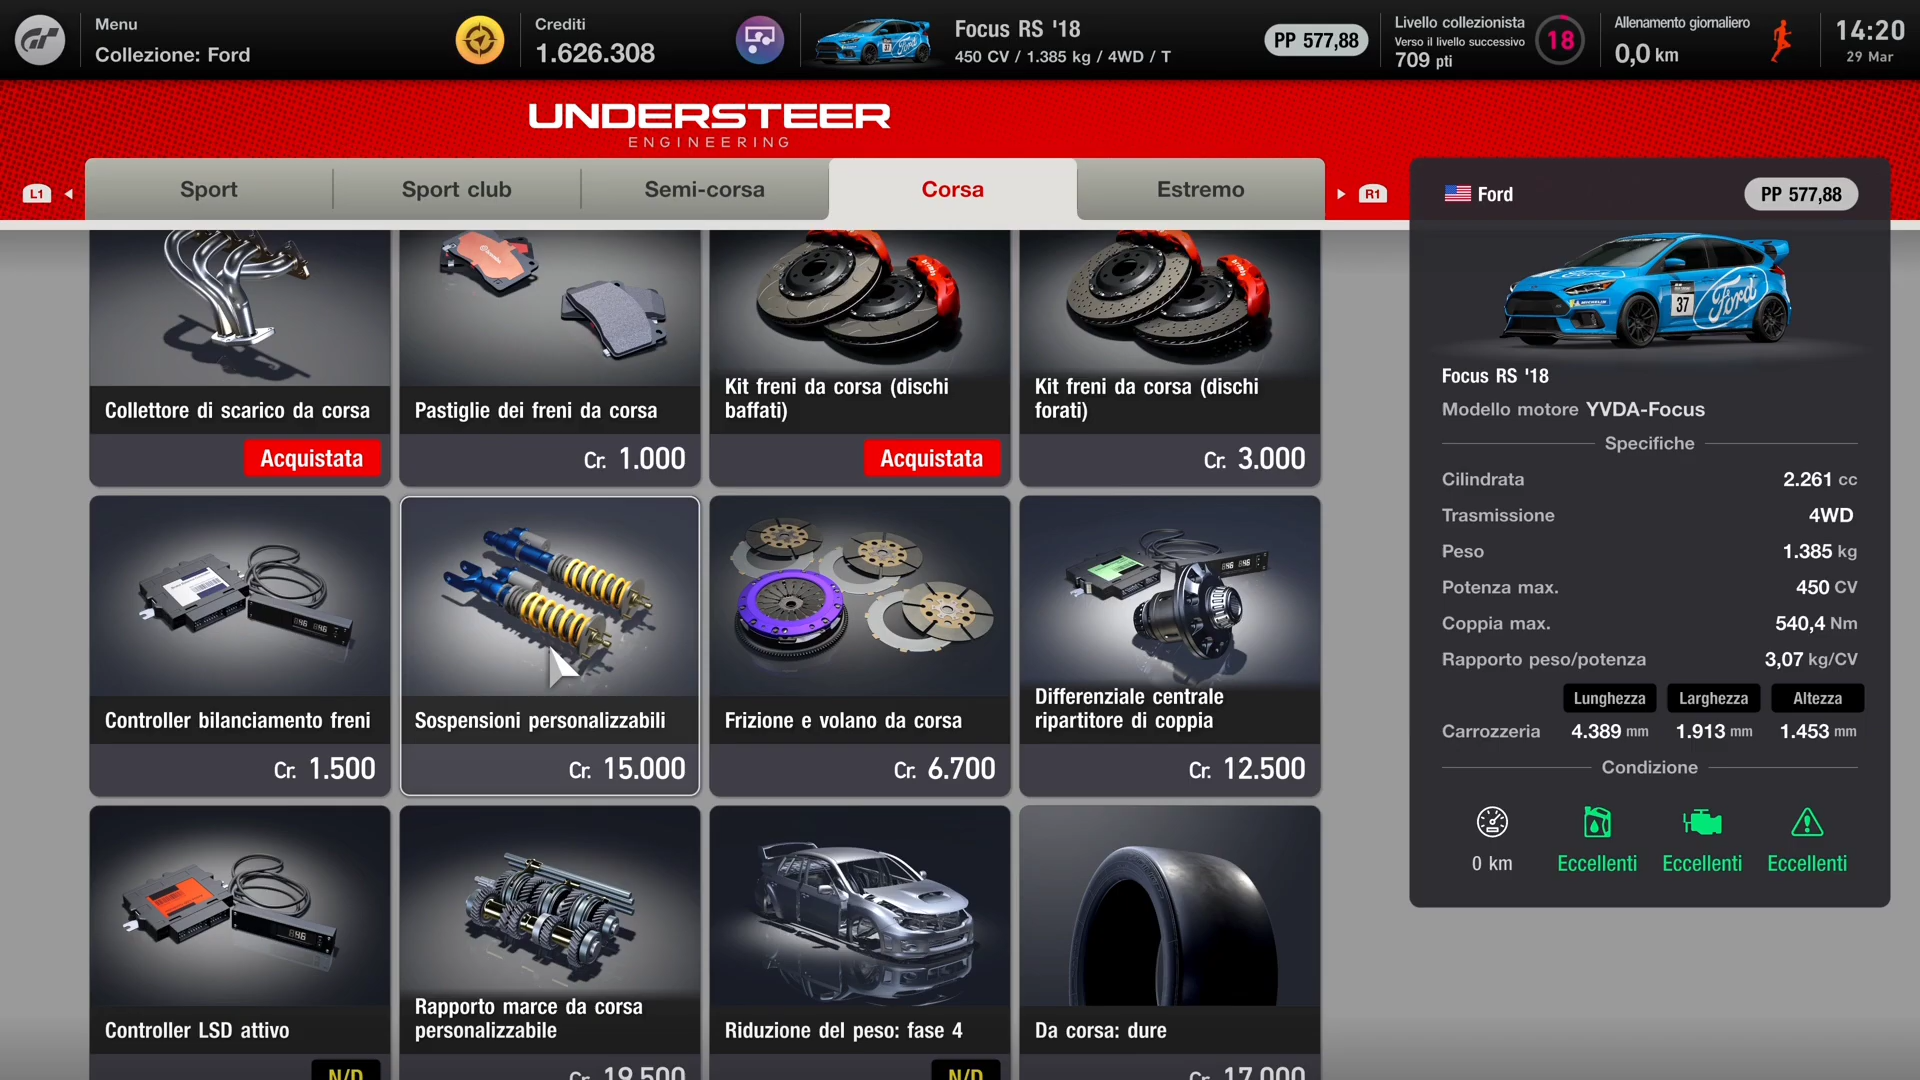 Menu
Collezione: Ford
Crediti
1.626.308
Focus RS '18
450 CV / 1.385 kg / 4WD / T
PP 577,88
Livello collezionista
Verso il livello successivo
709 pti
18
Allenamento giornaliero
0,0 km
14:20
29 Mar
UNDERSTEER
ENGINEERING
L1
Sport
Sport club
Semi-corsa
Corsa
Estremo
R1
Collettore di scarico da corsa
Acquistata
Pastiglie dei freni da corsa
Cr. 1.000
Kit freni da corsa (dischi
baffati)
Acquistata
Kit freni da corsa (dischi
forati)
Cr. 3.000
Controller bilanciamento freni
Cr. 1.500
Sospensioni personalizzabili
Cr. 15.000
Frizione e volano da corsa
Cr. 6.700
Differenziale centrale
ripartitore di coppia
Cr. 12.500
Controller LSD attivo
N/D
Rapporto marce da corsa
personalizzabile
Cr. 19.500
Riduzione del peso: fase 4
N/D
Da corsa: dure
Cr. 17.000
Ford
PP 577,88
Ford
37
Focus RS '18
Modello motore YVDA-Focus
Specifiche
Cilindrata 2.261 cc
Trasmissione 4WD
Peso 1.385 kg
Potenza max. 450 CV
Coppia max. 540,4 Nm
Rapporto peso/potenza 3,07 kg/CV
Lunghezza Larghezza Altezza
Carrozzeria 4.389 mm 1.913 mm 1.453 mm
Condizione
0 km
Eccellenti
Eccellenti
Eccellenti